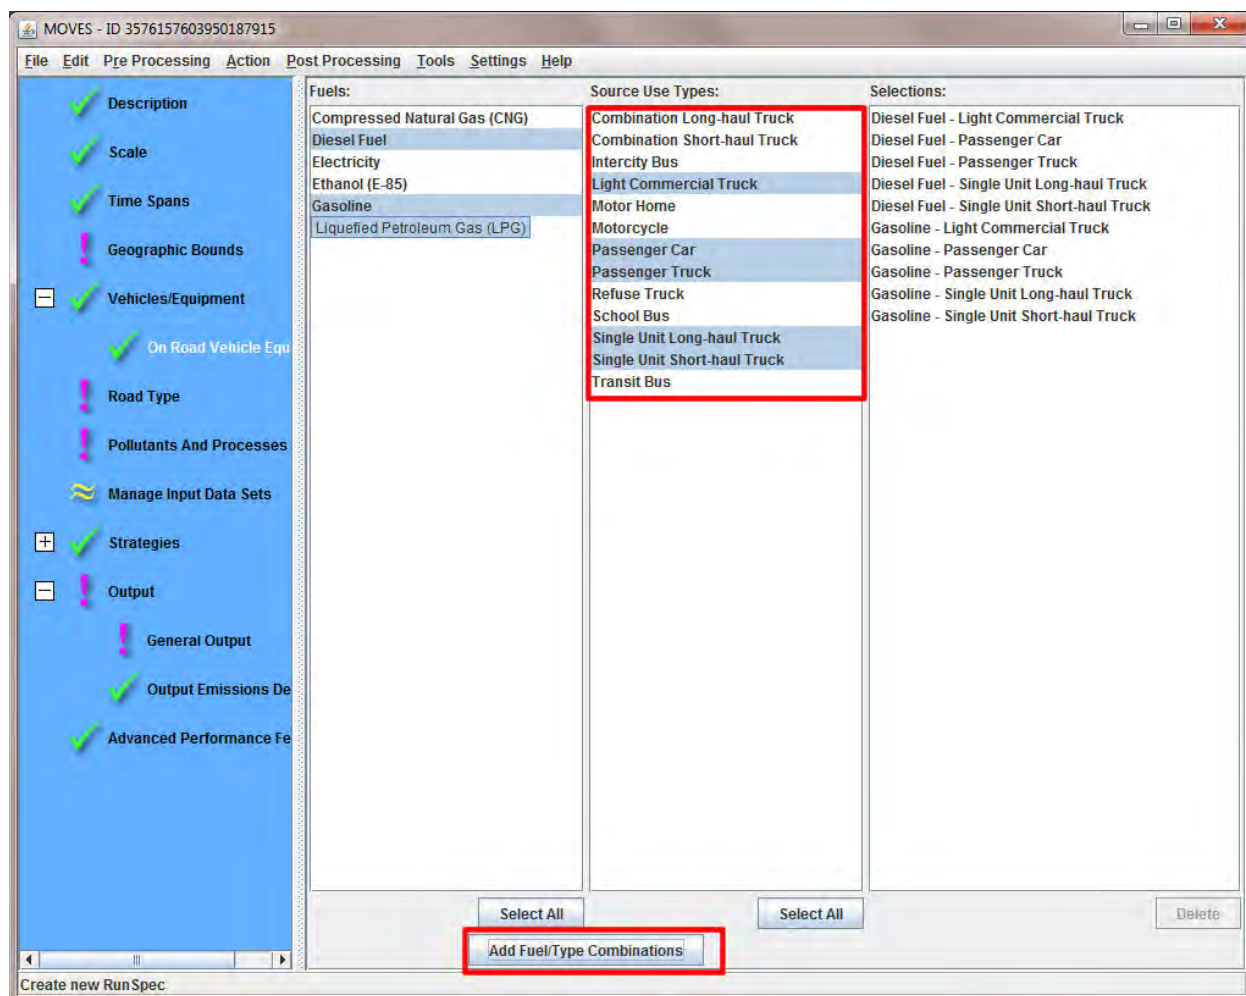 MOVES - ID 3576157603950187915
File Edit Pre Processing Action Post Processing Tools Settings Help
Description
Scale
Time Spans
Geographic Bounds
Vehicles/Equipment
On Road Vehicle Equ
Road Type
Pollutants And Processes
Manage Input Data Sets
Strategies
Output
General Output
Output Emissions De
Advanced Performance Fe
Fuels:
Compressed Natural Gas (CNG)
Diesel Fuel
Electricity
Ethanol (E-85)
Gasoline
Liquefied Petroleum Gas (LPG)
Select All
Source Use Types:
Combination Long-haul Truck
Combination Short-haul Truck
Intercity Bus
Light Commercial Truck
Motor Home
Motorcycle
Passenger Car
Passenger Truck
Refuse Truck
School Bus
Single Unit Long-haul Truck
Single Unit Short-haul Truck
Transit Bus
Select All
Selections:
Diesel Fuel - Light Commercial Truck
Diesel Fuel - Passenger Car
Diesel Fuel - Passenger Truck
Diesel Fuel - Single Unit Long-haul Truck
Diesel Fuel - Single Unit Short-haul Truck
Gasoline - Light Commercial Truck
Gasoline - Passenger Car
Gasoline - Passenger Truck
Gasoline - Single Unit Long-haul Truck
Gasoline - Single Unit Short-haul Truck
Delete
Add Fuel/Type Combinations
Create new RunSpec